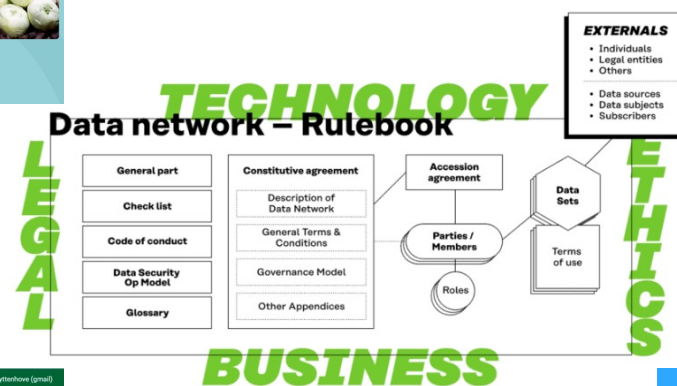 EXTERNALS
• Individuals
• Legal entities
• Others
• Data sources
• Data subjects
• Subscribers
TECHNOLOGY
Data network – Rulebook
LEGAL
ETHICS
General part
Check list
Code of conduct
Data Security
Op Model
Glossary
Constitutive agreement
Description of
Data Network
General Terms &
Conditions
Governance Model
Other Appendices
Accession
agreement
Parties /
Members
Roles
Data
Sets
Terms
of use
BUSINESS
(gmail)